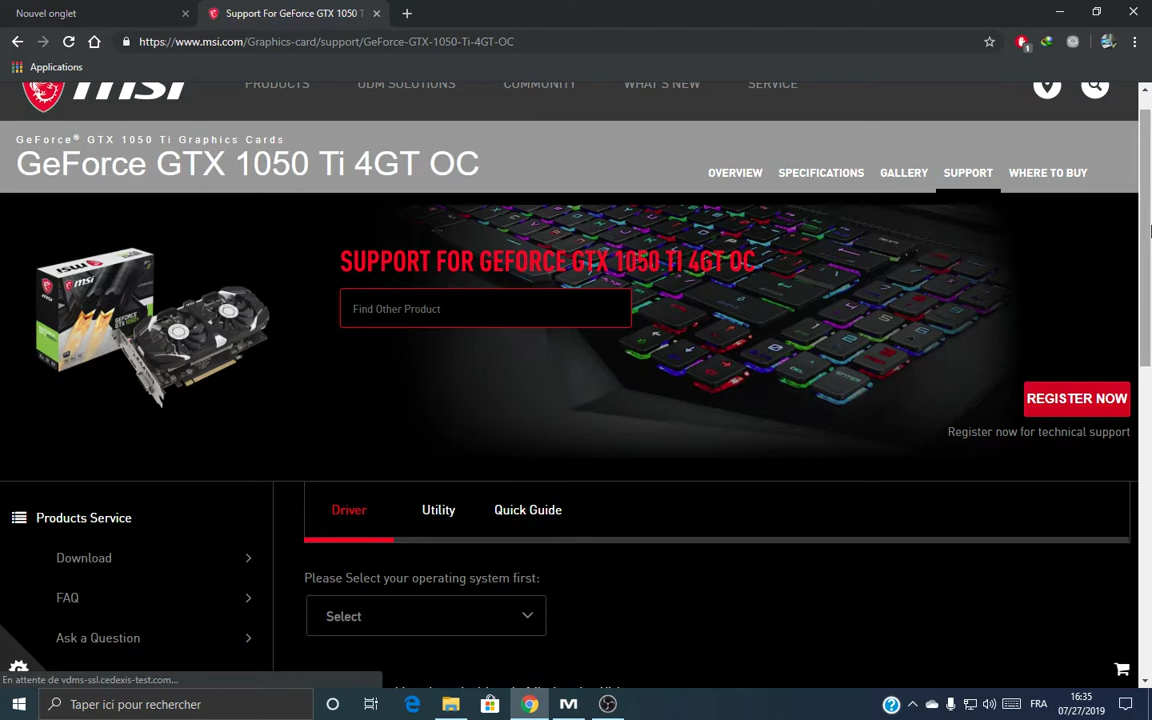 Nouvel onglet
Support For GeForce GTX 1050 T
https://www.msi.com/Graphics-card/support/GeForce-GTX-1050-Ti-4GT-OC
1
Applications
msi
PRODUCTS
ODM SOLUTIONS
COMMUNITY
WHAT'S NEW
SERVICE
GeForce® GTX 1050 Ti Graphics Cards
GeForce GTX 1050 Ti 4GT OC
OVERVIEW
SPECIFICATIONS
GALLERY
SUPPORT
WHERE TO BUY
SUPPORT FOR GEFORCE GTX 1050 TI 4GT OC
Find Other Product
msi
REGISTER NOW
Register now for technical support
Products Service
Download
FAQ
Ask a Question
Driver
Utility
Quick Guide
Please Select your operating system first:
Select
En attente de vdms-ssl.cedexis-test.com...
Taper ici pour rechercher
FRA
16:35
07/27/2019